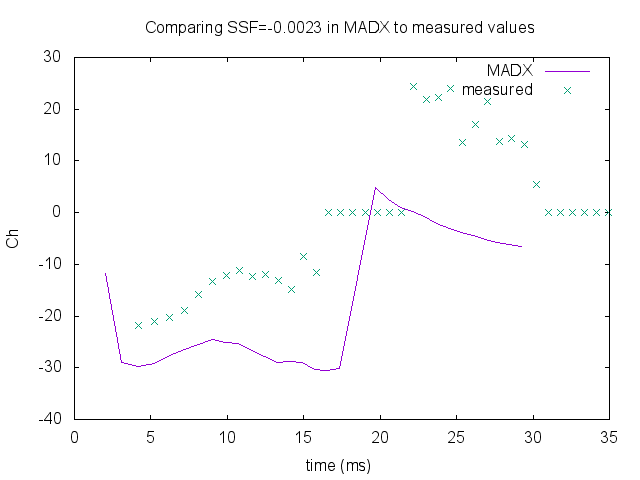 Comparing SSF=-0.0023 in MADX to measured values
30
20
10
0
-10
-20
-30
-40
Ch
MADX
measured
0 5 10 15 20 25 30 35
time (ms)